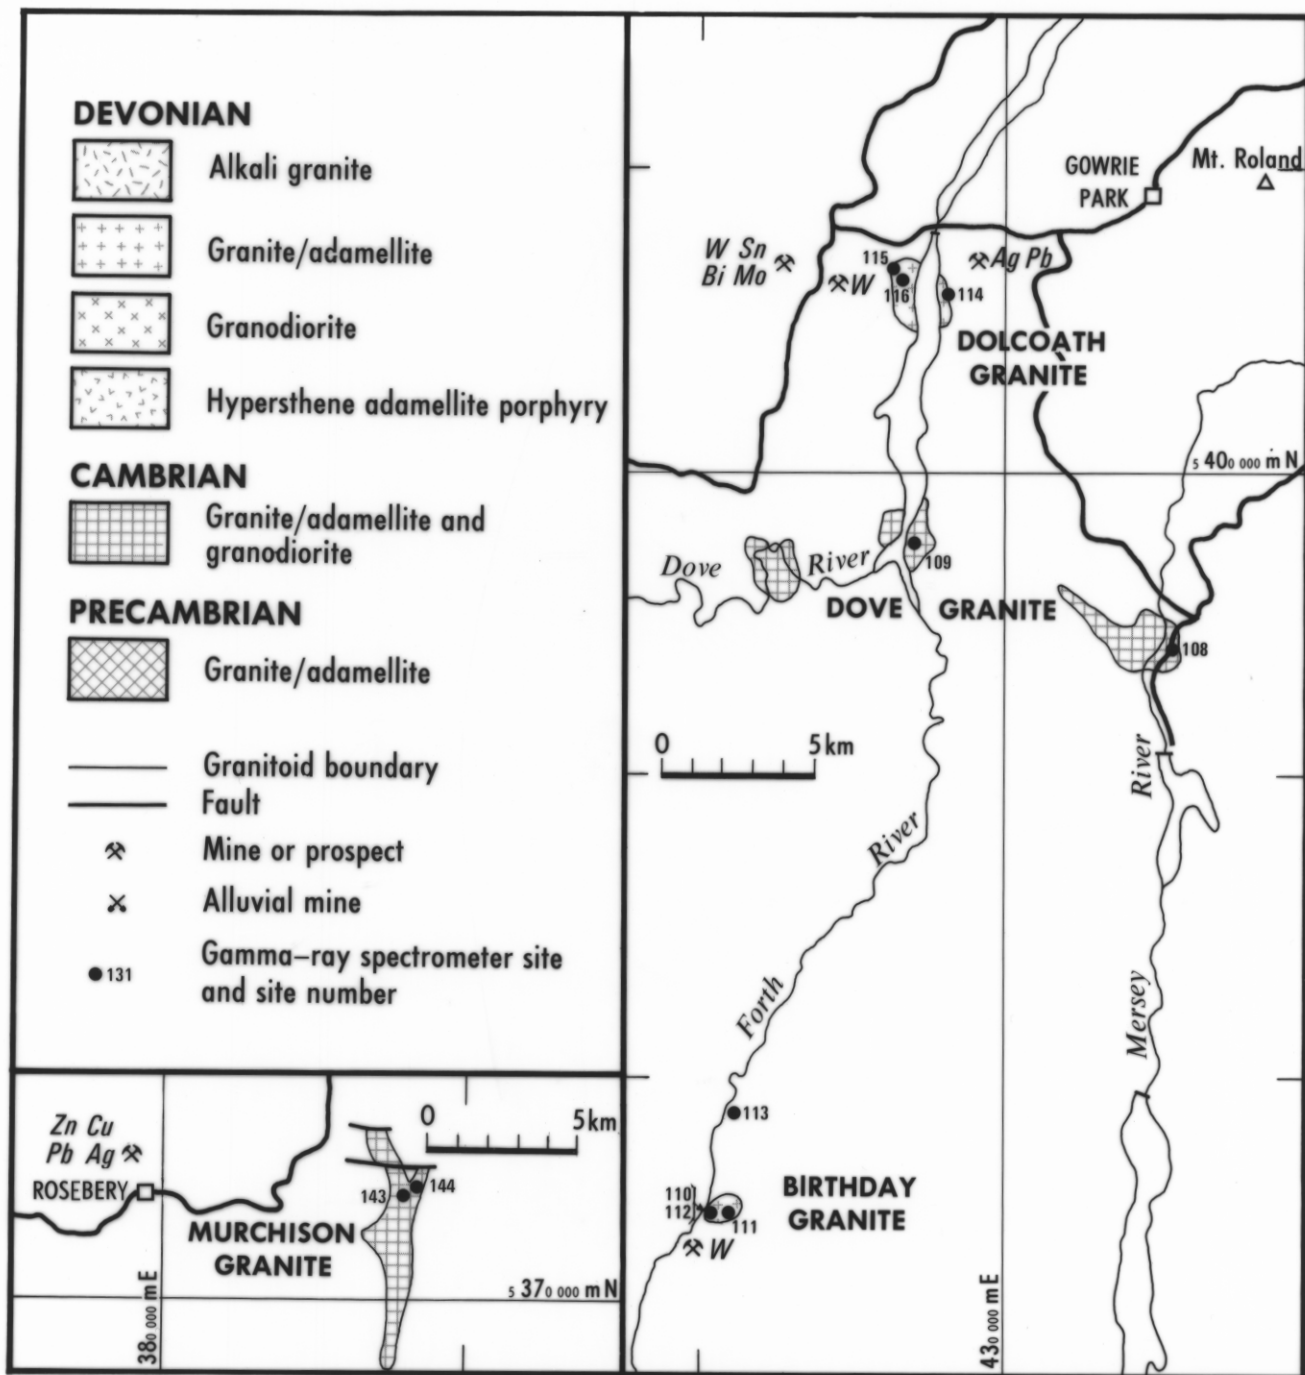 DEVONIAN
Alkali granite
Granite/adamellite
Granodiorite
Hypersthene adamellite porphyry
CAMBRIAN
Granite/adamellite and
granodiorite
PRECAMBRIAN
Granite/adamellite
Granitoid boundary
Fault
Mine or prospect
Alluvial mine
131
Gamma-ray spectrometer site
and site number
Zn Cu
Pb Ag
ROSEBERY
0 5km
143
144
MURCHISON
GRANITE
5 370 000 m N
380 000 m E
GOWRIE
PARK
Mt. Roland
W Sn
Bi Mo
W
115
116
Ag Pb
114
DOLCOATH
GRANITE
5 400 000 m N
Dove River
109
DOVE GRANITE
108
0 5km
River
River
Forth
Mersey
113
110
112
111
BIRTHDAY
GRANITE
W
430 000 m E